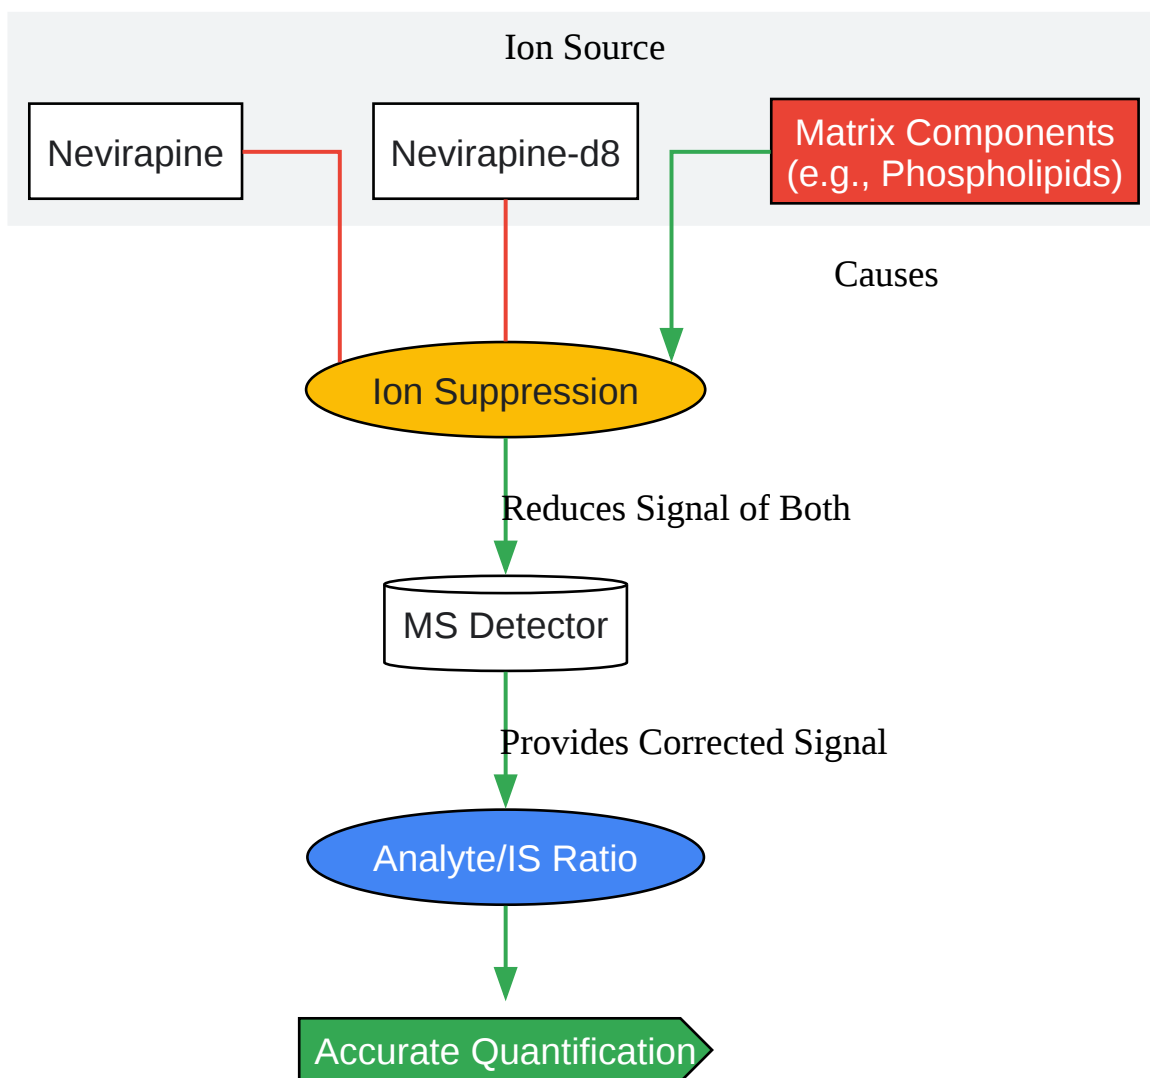 Ion Source
Nevirapine
Nevirapine-d8
Matrix Components
(e.g., Phospholipids)
Causes
Ion Suppression
Reduces Signal of Both
MS Detector
Provides Corrected Signal
Analyte/IS Ratio
Accurate Quantification